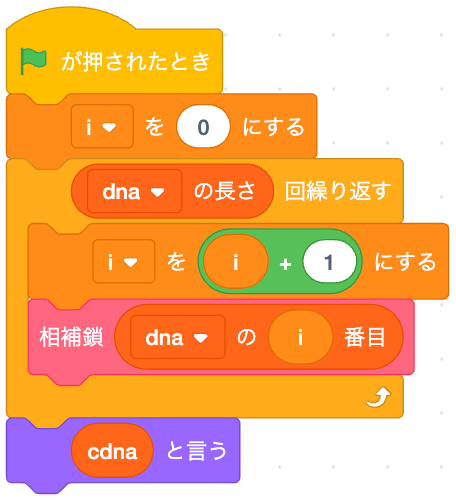 が押されたとき
i を 0 にする
dna の長さ 回繰り返す
i を i + 1 にする
相補鎖 dna の i 番目
cdna と言う